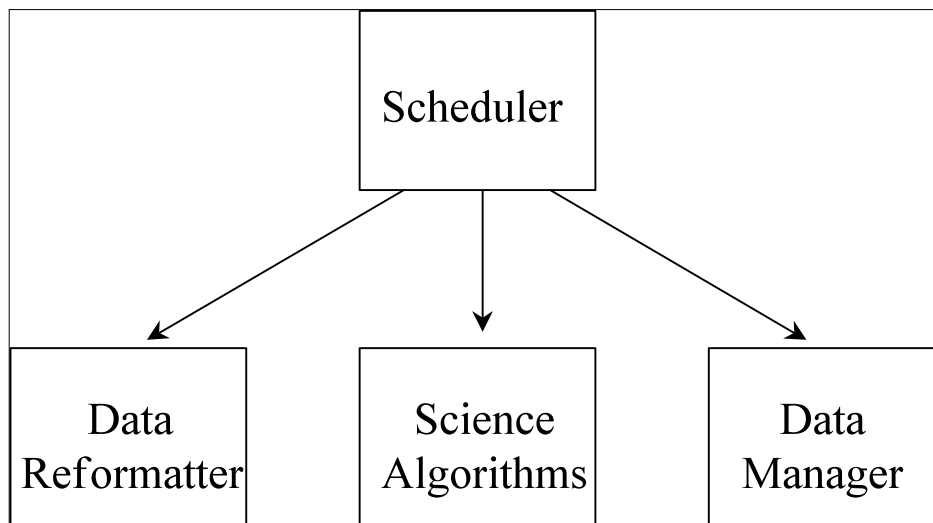 Scheduler
Data
Reformatter
Science
Algorithms
Data
Manager